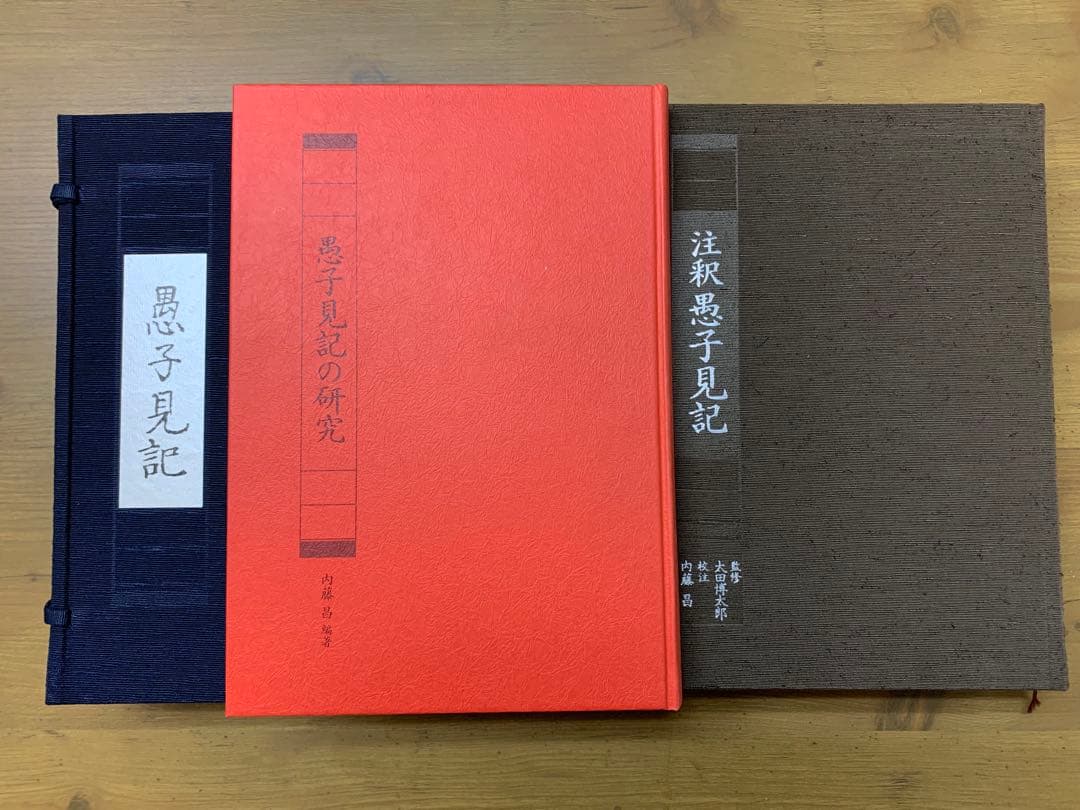 愚子見記
愚子見記の研究
内藤 昌 編著
注釈愚子見記
監修
太田博太郎
校注
内藤 昌